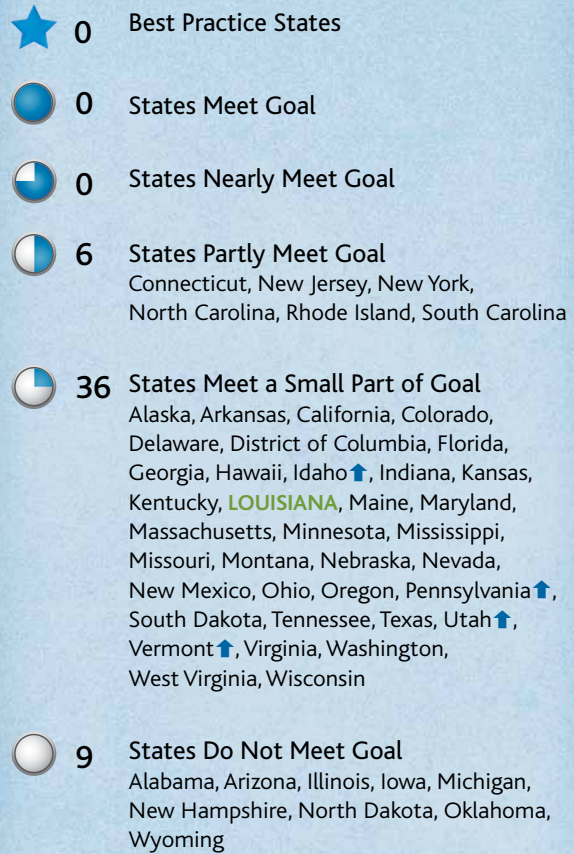 0 Best Practice States
0 States Meet Goal
0 States Nearly Meet Goal
6 States Partly Meet Goal
Connecticut, New Jersey, New York,
North Carolina, Rhode Island, South Carolina
36 States Meet a Small Part of Goal
Alaska, Arkansas, California, Colorado,
Delaware, District of Columbia, Florida,
Georgia, Hawaii, Idaho⬆, Indiana, Kansas,
Kentucky, LOUISIANA, Maine, Maryland,
Massachusetts, Minnesota, Mississippi,
Missouri, Montana, Nebraska, Nevada,
New Mexico, Ohio, Oregon, Pennsylvania⬆,
South Dakota, Tennessee, Texas, Utah⬆,
Vermont⬆, Virginia, Washington,
West Virginia, Wisconsin
9 States Do Not Meet Goal
Alabama, Arizona, Illinois, Iowa, Michigan,
New Hampshire, North Dakota, Oklahoma,
Wyoming